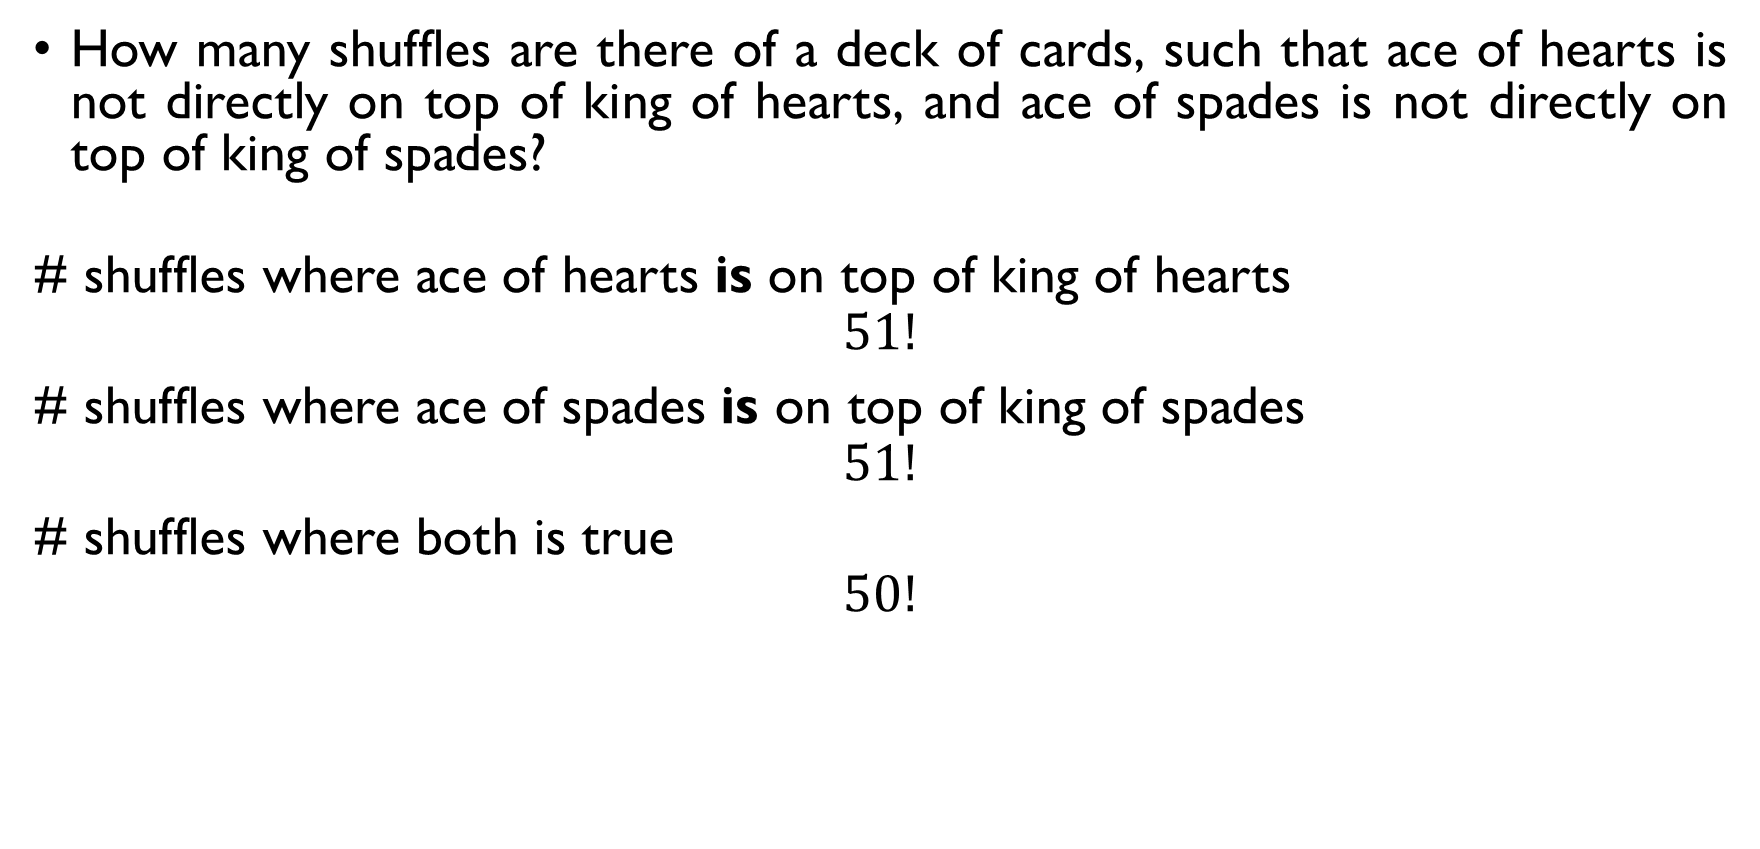 • How many shuffles are there of a deck of cards, such that ace of hearts is
not directly on top of king of hearts, and ace of spades is not directly on
top of king of spades?
# shuffles where ace of hearts is on top of king of hearts
51!
# shuffles where ace of spades is on top of king of spades
51!
# shuffles where both is true
50!